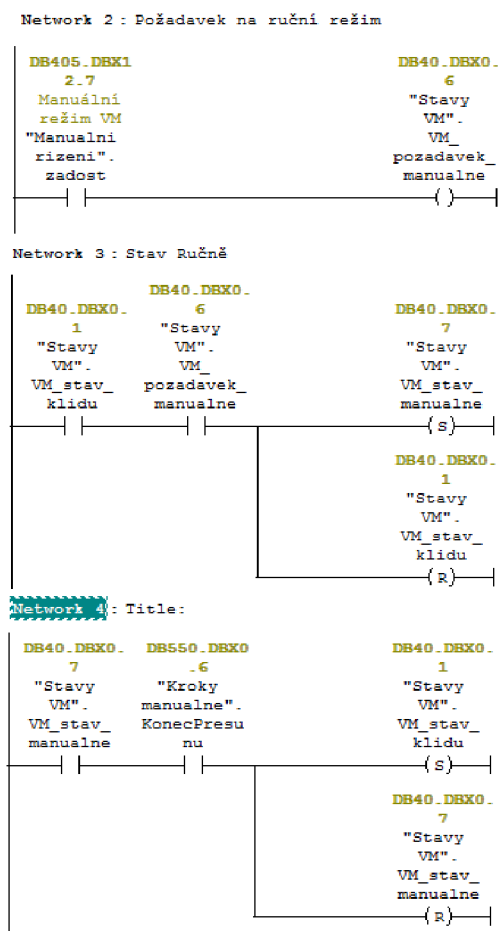 Network 2 : Požadavek na ruční režim
DB405.DBX1
2.7
Manuální
režim VM
"Manualni
rizeni".
zadost
DB40.DBX0.
6
"Stavy
VM".
VM_
pozadavek_
manualne
( )
Network 3 : Stav Ručně
DB40.DBX0.
1
"Stavy
VM".
VM_stav_
klidu
DB40.DBX0.
6
"Stavy
VM".
VM_
pozadavek_
manualne
DB40.DBX0.
7
"Stavy
VM".
VM_stav_
manualne
(S)
DB40.DBX0.
1
"Stavy
VM".
VM_stav_
klidu
(R)
Network 4: Title:
DB40.DBX0.
7
"Stavy
VM".
VM_stav_
manualne
DB550.DBX0
.6
"Kroky
manualne".
KonecPresu
nu
DB40.DBX0.
1
"Stavy
VM".
VM_stav_
klidu
(S)
DB40.DBX0.
7
"Stavy
VM".
VM_stav_
manualne
(R)